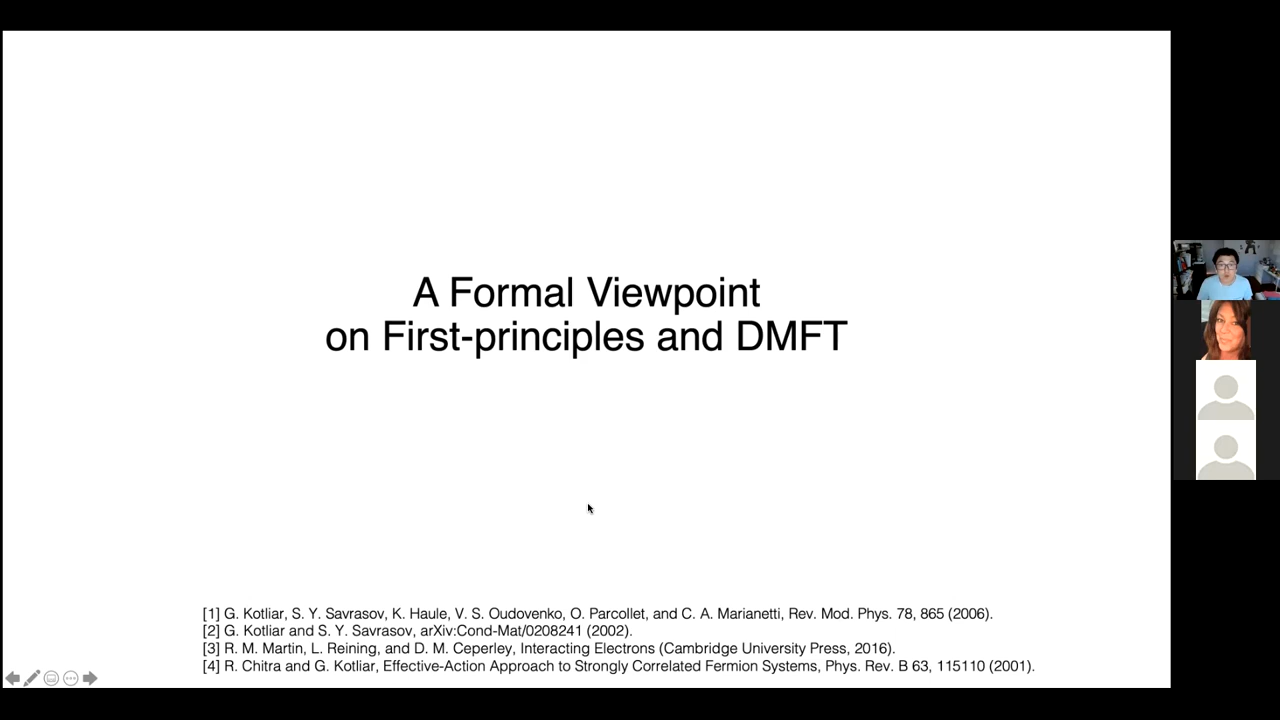 A Formal Viewpoint
on First-principles and DMFT
[1] G. Kotliar, S. Y. Savrasov, K. Haule, V. S. Oudovenko, O. Parcollet, and C. A. Marianetti, Rev. Mod. Phys. 78, 865 (2006).
[2] G. Kotliar and S. Y. Savrasov, arXiv:Cond-Mat/0208241 (2002).
[3] R. M. Martin, L. Reining, and D. M. Ceperley, Interacting Electrons (Cambridge University Press, 2016).
[4] R. Chitra and G. Kotliar, Effective-Action Approach to Strongly Correlated Fermion Systems, Phys. Rev. B 63, 115110 (2001).